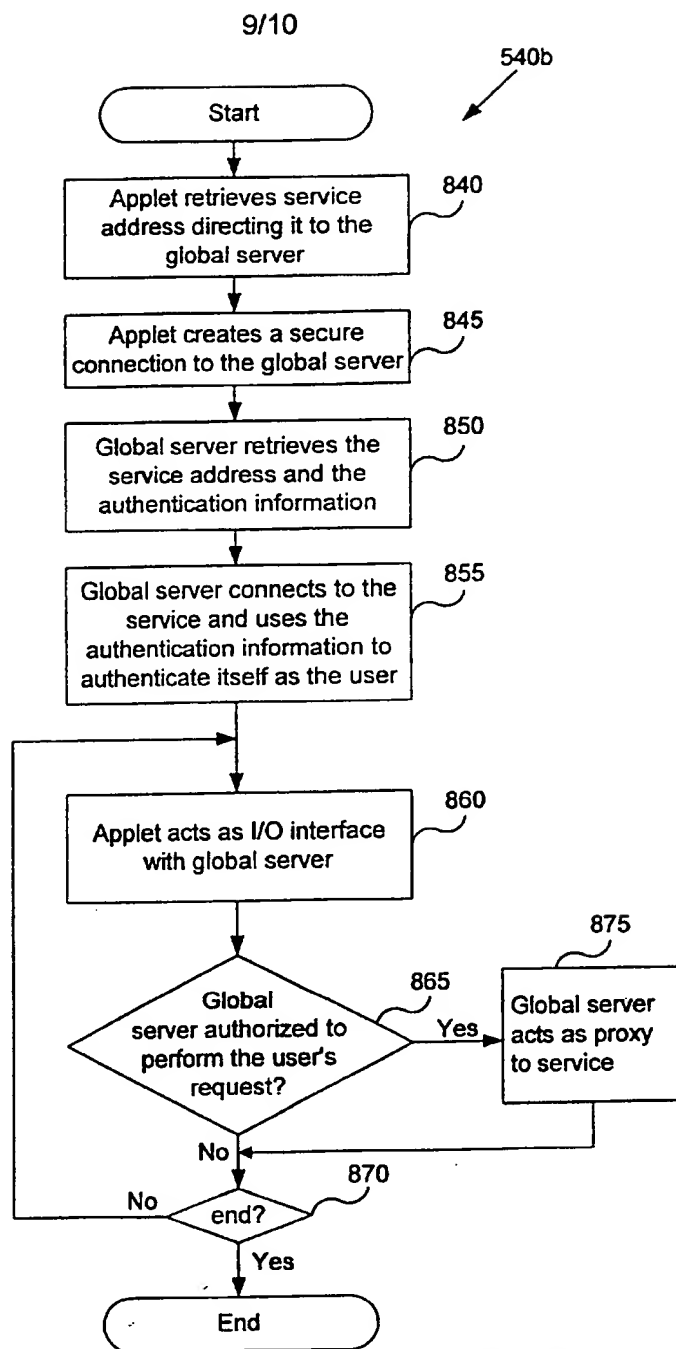 9/10
540b
Start
Applet retrieves service
address directing it to the
global server
840
Applet creates a secure
connection to the global server
845
Global server retrieves the
service address and the
authentication information
850
Global server connects to the
service and uses the
authentication information to
authenticate itself as the user
855
Applet acts as I/O interface
with global server
860
Global
server authorized to
perform the user's
request?
865
Yes
Global server
acts as proxy
to service
875
No
end?
870
No
Yes
End